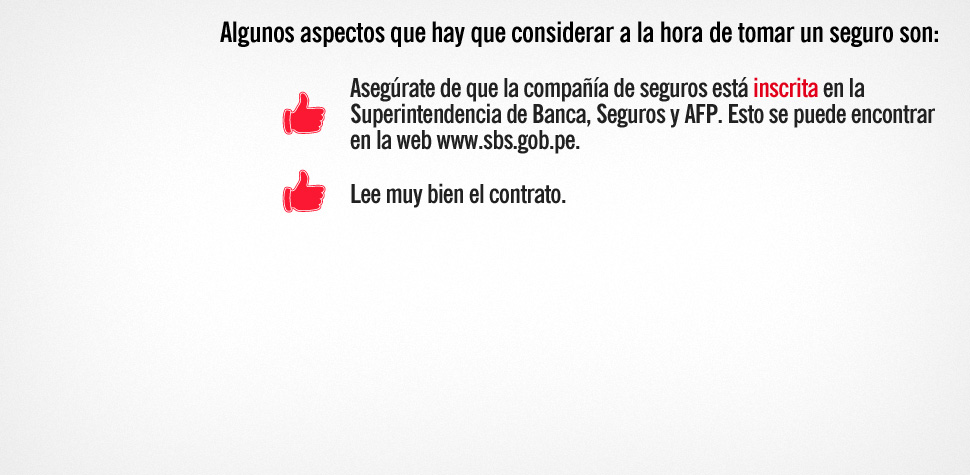 Algunos aspectos que hay que considerar a la hora de tomar un seguro son:
Asegúrate de que la compañía de seguros está inscrita en la
Superintendencia de Banca, Seguros y AFP. Esto se puede encontrar
en la web www.sbs.gob.pe.
Lee muy bien el contrato.